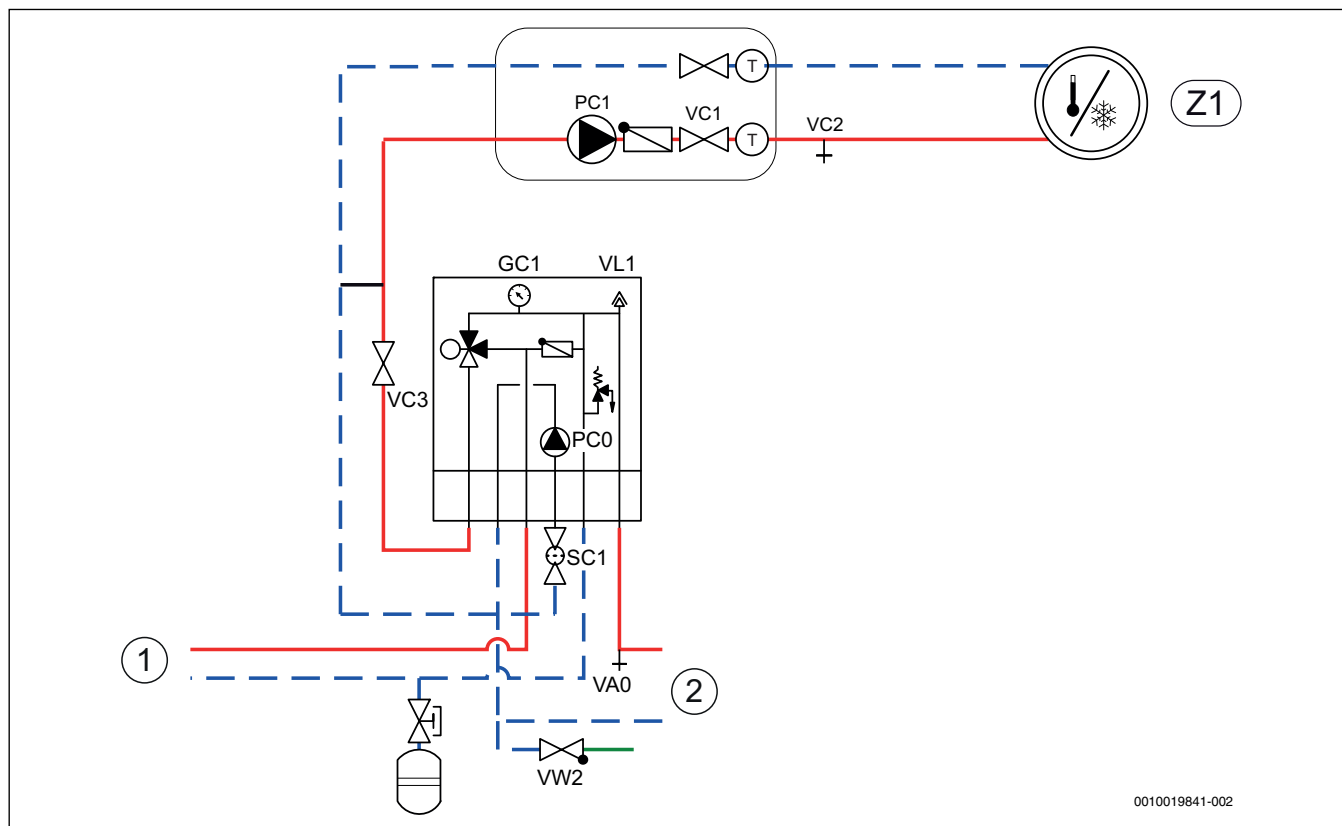 T
PC1
VC1
T
VC2
Z1
GC1
VL1
VC3
PC0
SC1
1
VA0
2
VW2
0010019841-002